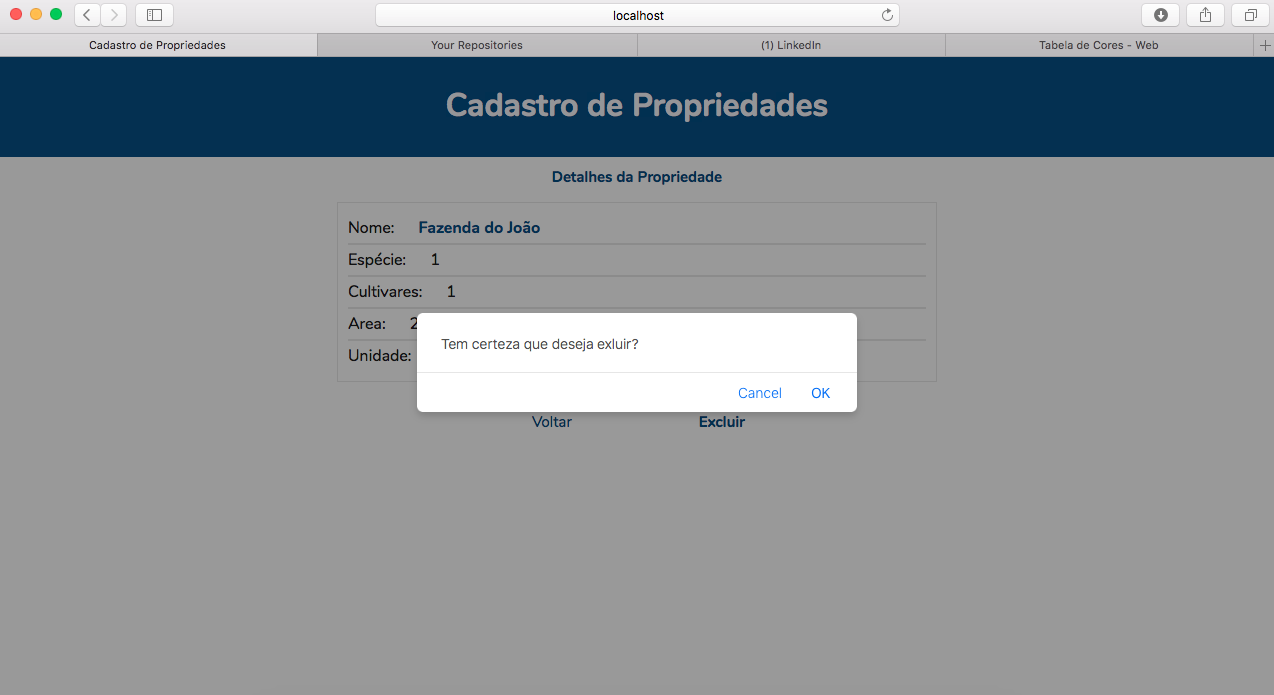 localhost
Cadastro de Propriedades
Your Repositories
(1) LinkedIn
Tabela de Cores - Web
Cadastro de Propriedades
Detalhes da Propriedade
Nome: Fazenda do João
Espécie: 1
Cultivares: 1
Area: 2
Unidade:
Tem certeza que deseja exluir?
Cancel OK
Voltar Excluir